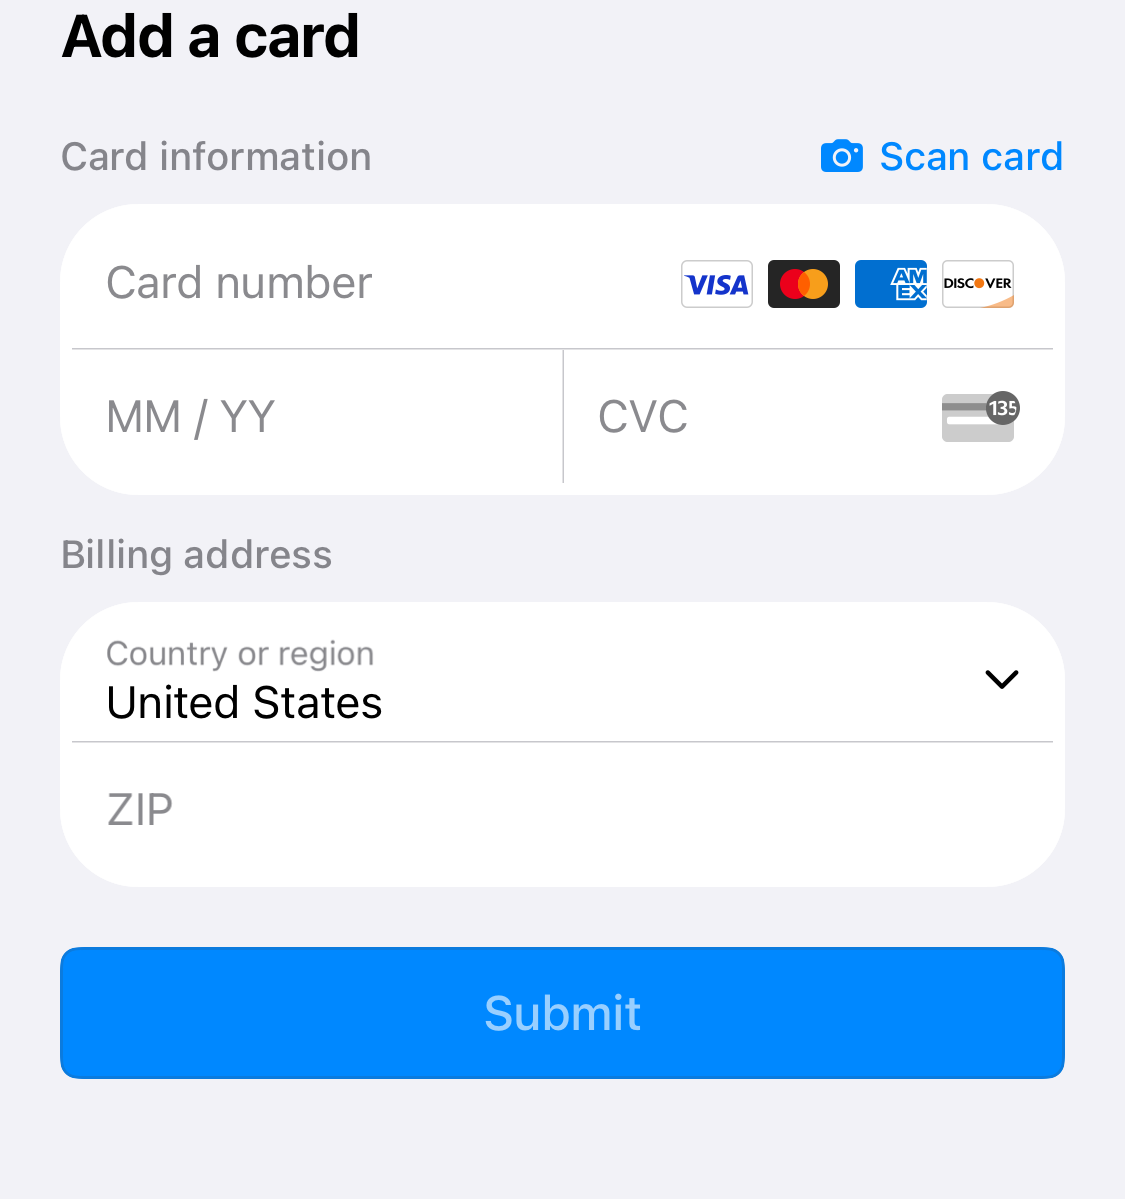 Add a card
Card information
Scan card
Card number
VISA
AM
EX
DISCOVER
MM / YY
CVC
135
Billing address
Country or region
United States
ZIP
Submit